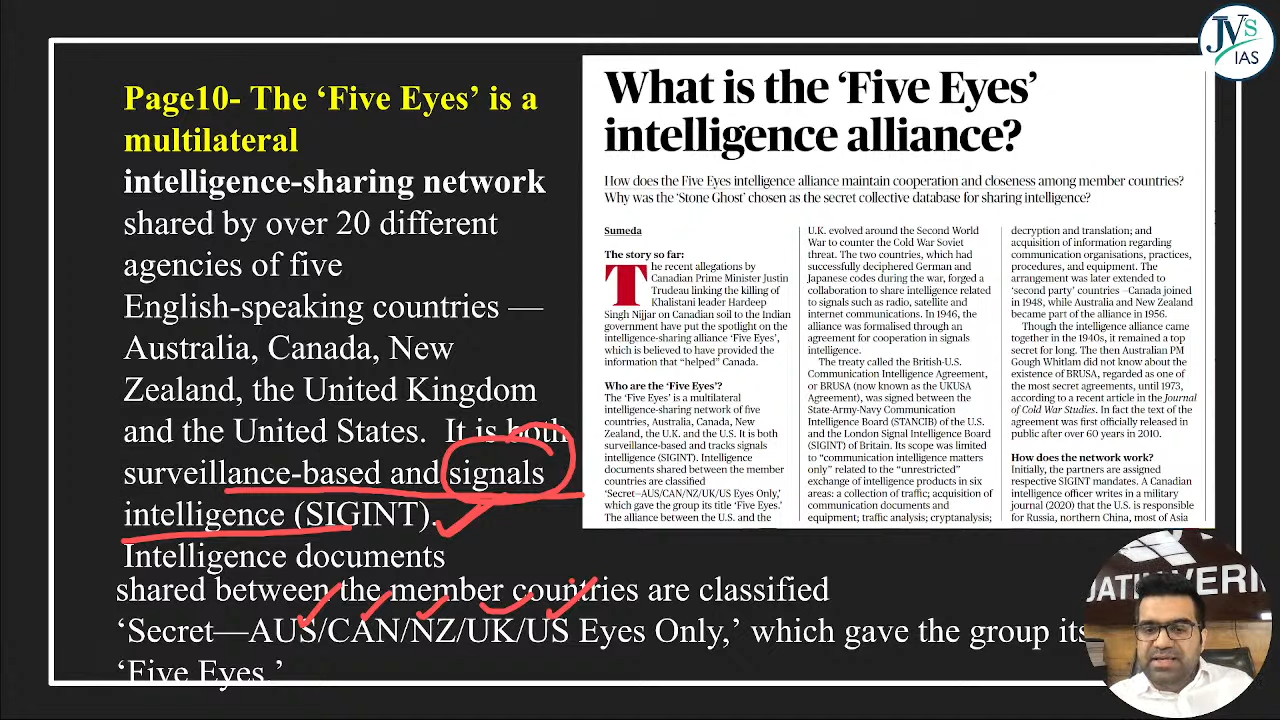 JVS
IAS
Page10- The ‘Five Eyes’ is a
multilateral
intelligence-sharing network
shared by over 20 different
agencies of five
English-speaking countries —
Australia, Canada, New
Zealand, the United Kingdom
and the United States. It is both
surveillance-based and signals
intelligence (SIGINT).
Intelligence documents
shared between the member countries are classified
‘Secret—AUS/CAN/NZ/UK/US Eyes Only,’ which gave the group its
‘Five Eyes.’
What is the ‘Five Eyes’
intelligence alliance?
How does the Five Eyes intelligence alliance maintain cooperation and closeness among member countries?
Why was the ‘Stone Ghost’ chosen as the secret collective database for sharing intelligence?
Sumeda
The story so far:
The recent allegations by
Canadian Prime Minister Justin
Trudeau linking the killing of
Khalistani leader Hardeep
Singh Nijjar on Canadian soil to the Indian
government have put the spotlight on the
intelligence-sharing alliance ‘Five Eyes’,
which is believed to have provided the
information that “helped” Canada.
Who are the ‘Five Eyes’?
The ‘Five Eyes’ is a multilateral
intelligence-sharing network of five
countries, Australia, Canada, New
Zealand, the U.K. and the U.S. It is both
surveillance-based and tracks signals
intelligence (SIGINT). Intelligence
documents shared between the member
countries are classified
‘Secret–AUS/CAN/NZ/UK/US Eyes Only,’
which gave the group its title ‘Five Eyes.’
The alliance between the U.S. and the
U.K. evolved around the Second World
War to counter the Cold War Soviet
threat. The two countries, which had
successfully deciphered German and
Japanese codes during the war, forged a
collaboration to share intelligence related
to signals such as radio, satellite and
internet communications. In 1946, the
alliance was formalised through an
agreement for cooperation in signals
intelligence.
The treaty called the British-U.S.
Communication Intelligence Agreement,
or BRUSA (now known as the UKUSA
Agreement), was signed between the
State-Army-Navy Communication
Intelligence Board (STANCIB) of the U.S.
and the London Signal Intelligence Board
(SIGINT) of Britain. Its scope was limited
to “communication intelligence matters
only” related to the “unrestricted”
exchange of intelligence products in six
areas: a collection of traffic; acquisition of
communication documents and
equipment; traffic analysis; cryptanalysis;
decryption and translation; and
acquisition of information regarding
communication organisations, practices,
procedures, and equipment. The
arrangement was later extended to
‘second party’ countries –Canada joined
in 1948, while Australia and New Zealand
became part of the alliance in 1956.
Though the intelligence alliance came
together in the 1940s, it remained a top
secret for long. The then Australian PM
Gough Whitlam did not know about the
existence of BRUSA, regarded as one of
the most secret agreements, until 1973,
according to a recent article in the Journal
of Cold War Studies. In fact the text of the
agreement was first officially released in
public after over 60 years in 2010.
How does the network work?
Initially, the partners are assigned
respective SIGINT mandates. A Canadian
intelligence officer writes in a military
journal (2020) that the U.S. is responsible
for Russia, northern China, most of Asia